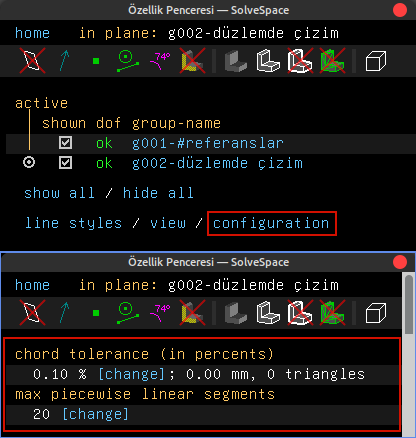 Özellik Penceresi — SolveSpace
home in plane: g002-düzlemde çizim
74º
active
shown dof group-name
ok g001-#referanslar
ok g002-düzlemde çizim
show all / hide all
line styles / view / configuration
Özellik Penceresi — SolveSpace
home in plane: g002-düzlemde çizim
74º
chord tolerance (in percents)
0.10 % [change]; 0.00 mm, 0 triangles
max piecewise linear segments
20 [change]